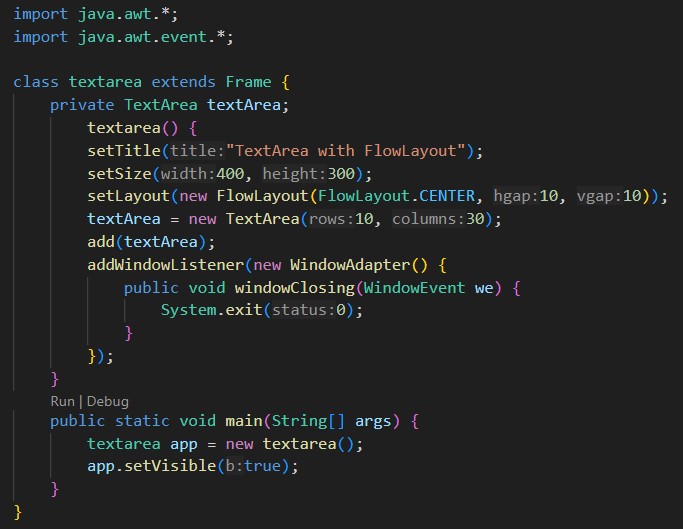 import java.awt.*;
import java.awt.event.*;

class textarea extends Frame {
    private TextArea textArea;
        textarea() {
        setTitle(title:"TextArea with FlowLayout");
        setSize(width:400, height:300);
        setLayout(new FlowLayout(FlowLayout.CENTER, hgap:10, vgap:10));
        textArea = new TextArea(rows:10, columns:30);
        add(textArea);
        addWindowListener(new WindowAdapter() {
            public void windowClosing(WindowEvent we) {
                System.exit(status:0);
            }
        });
    }
    Run | Debug
    public static void main(String[] args) {
        textarea app = new textarea();
        app.setVisible(b:true);
    }
}